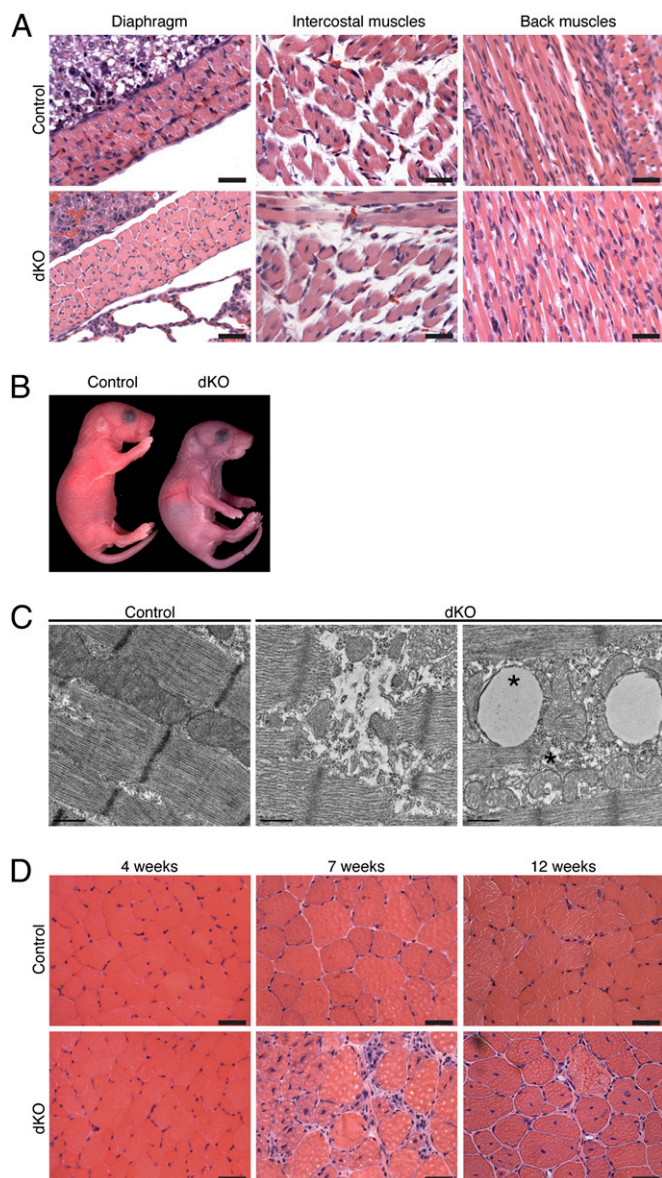 A
Diaphragm
Intercostal muscles
Back muscles
Control
dKO
B
Control
dKO
C
Control
dKO
*
*
D
4 weeks
7 weeks
12 weeks
Control
dKO